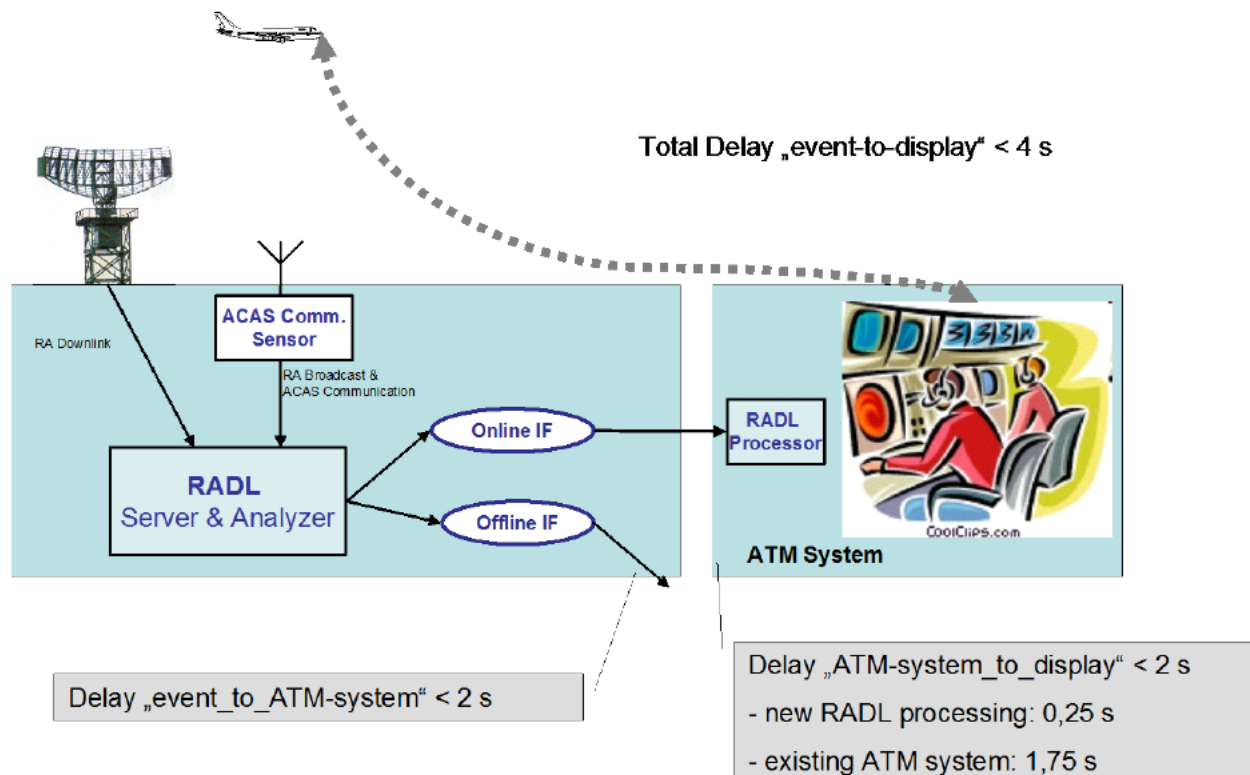 Total Delay „event-to-display“ < 4 s
ACAS Comm.
Sensor
RA Downlink
RA Broadcast &
ACAS Communication
Online IF
RADL
Processor
RADL
Server & Analyzer
Offline IF
CoolClips.com
ATM System
Delay „event_to_ATM-system“ < 2 s
Delay „ATM-system_to_display“ < 2 s
- new RADL processing: 0,25 s
- existing ATM system: 1,75 s